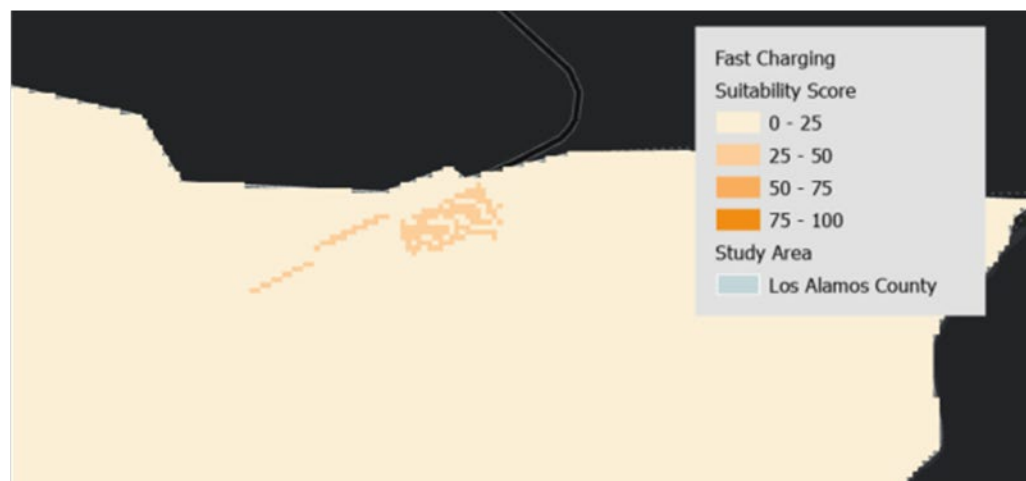 Fast Charging
Suitability Score
0 - 25
25 - 50
50 - 75
75 - 100
Study Area
Los Alamos County